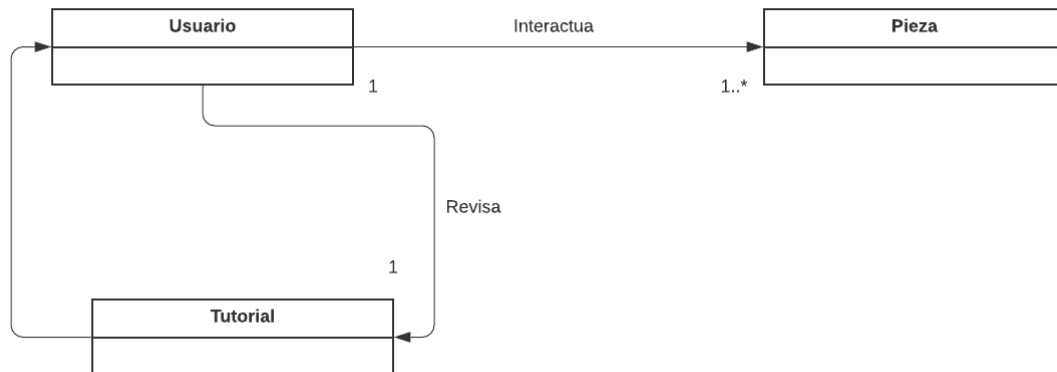 Usuario
Interactua
Pieza
1
1..*
Revisa
1
Tutorial